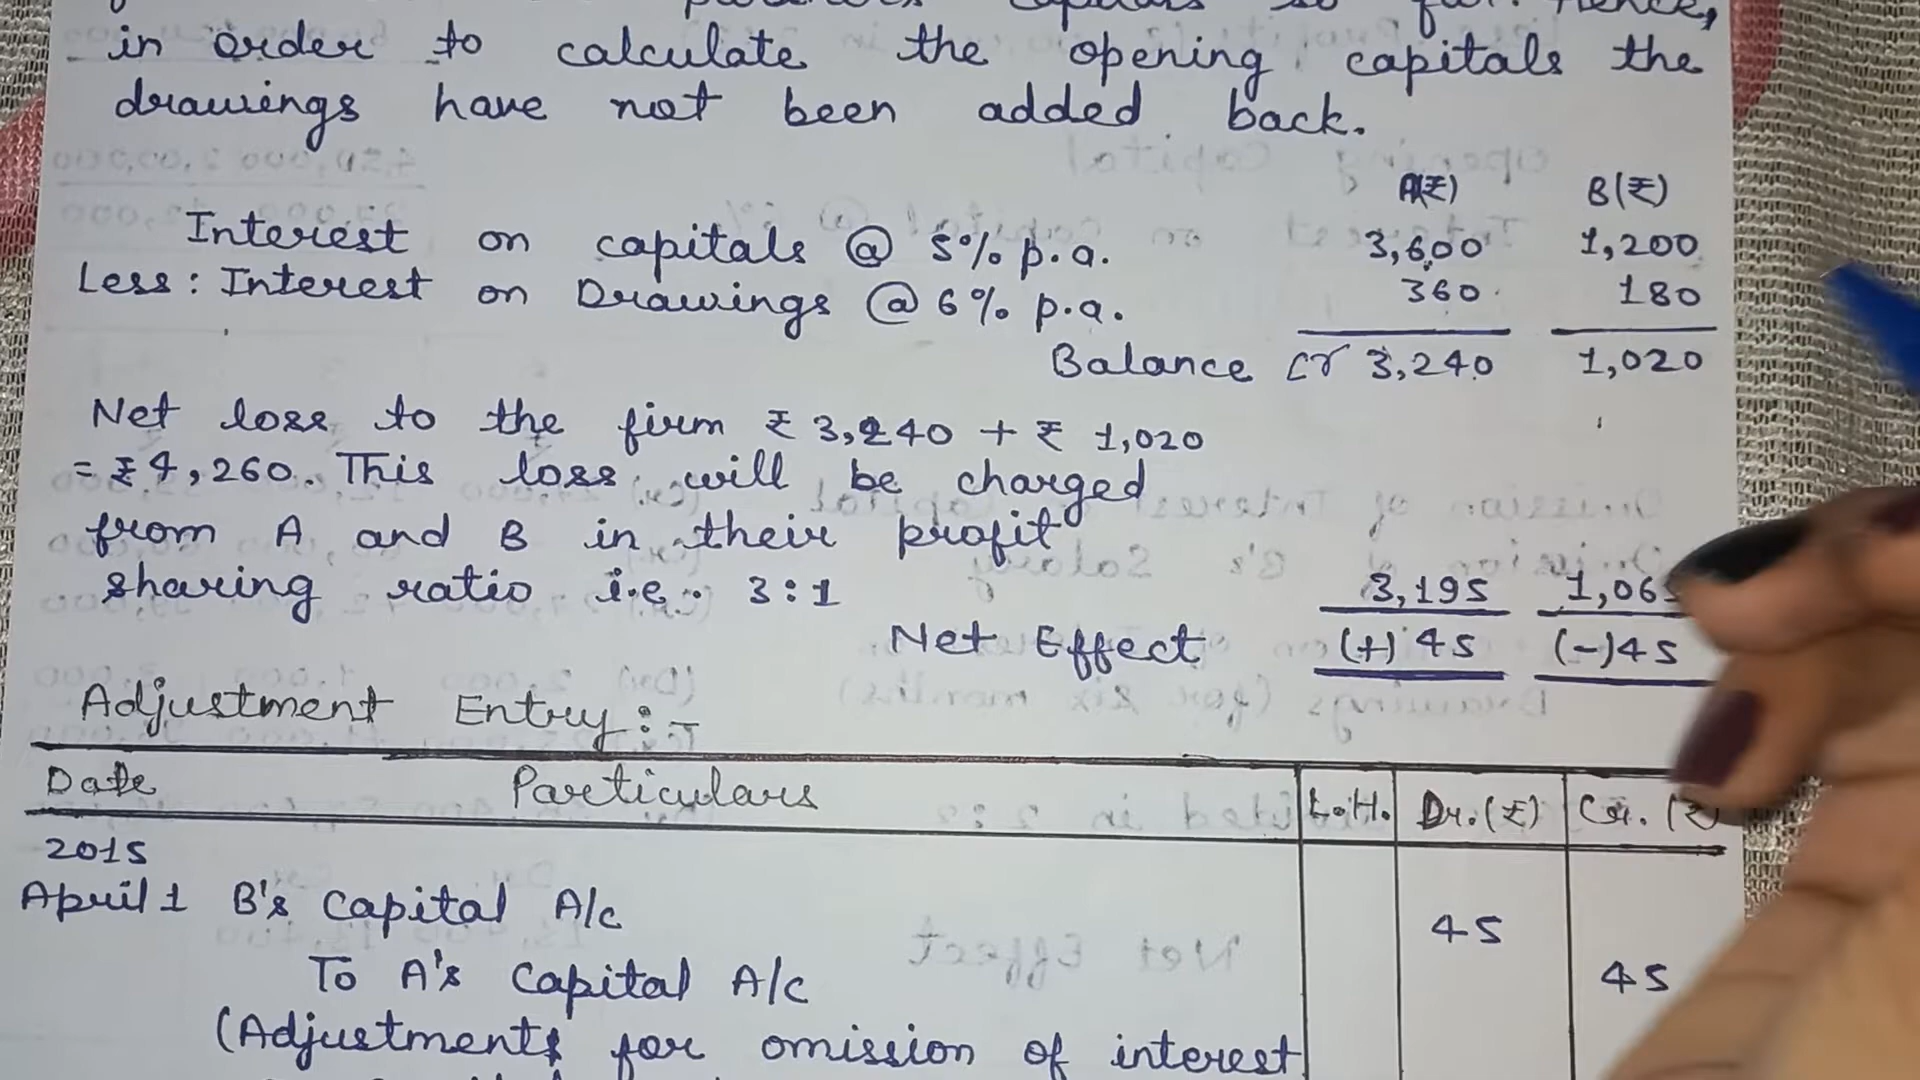 in order to calculate the opening capitals the
drawings have not been added back.
A(₹) B(₹)
Interest on capitals @ 5% p.a. 3,600 1,200
Less: Interest on Drawings @ 6% p.a. 360 180
Balance Cr 3,240 1,020
Net loss to the firm ₹ 3,240 + ₹ 1,020
= ₹ 4,260. This loss will be charged
from A and B in their profit
sharing ratio i.e. 3:1 3,195 1,06
Net Effect (+) 45 (-) 45
Adjustment Entry:-
Date Particulars Dr. (₹) Cr. (₹
2015
April 1 B's Capital A/c 45
To A's Capital A/c 45
(Adjustments for omission of interest